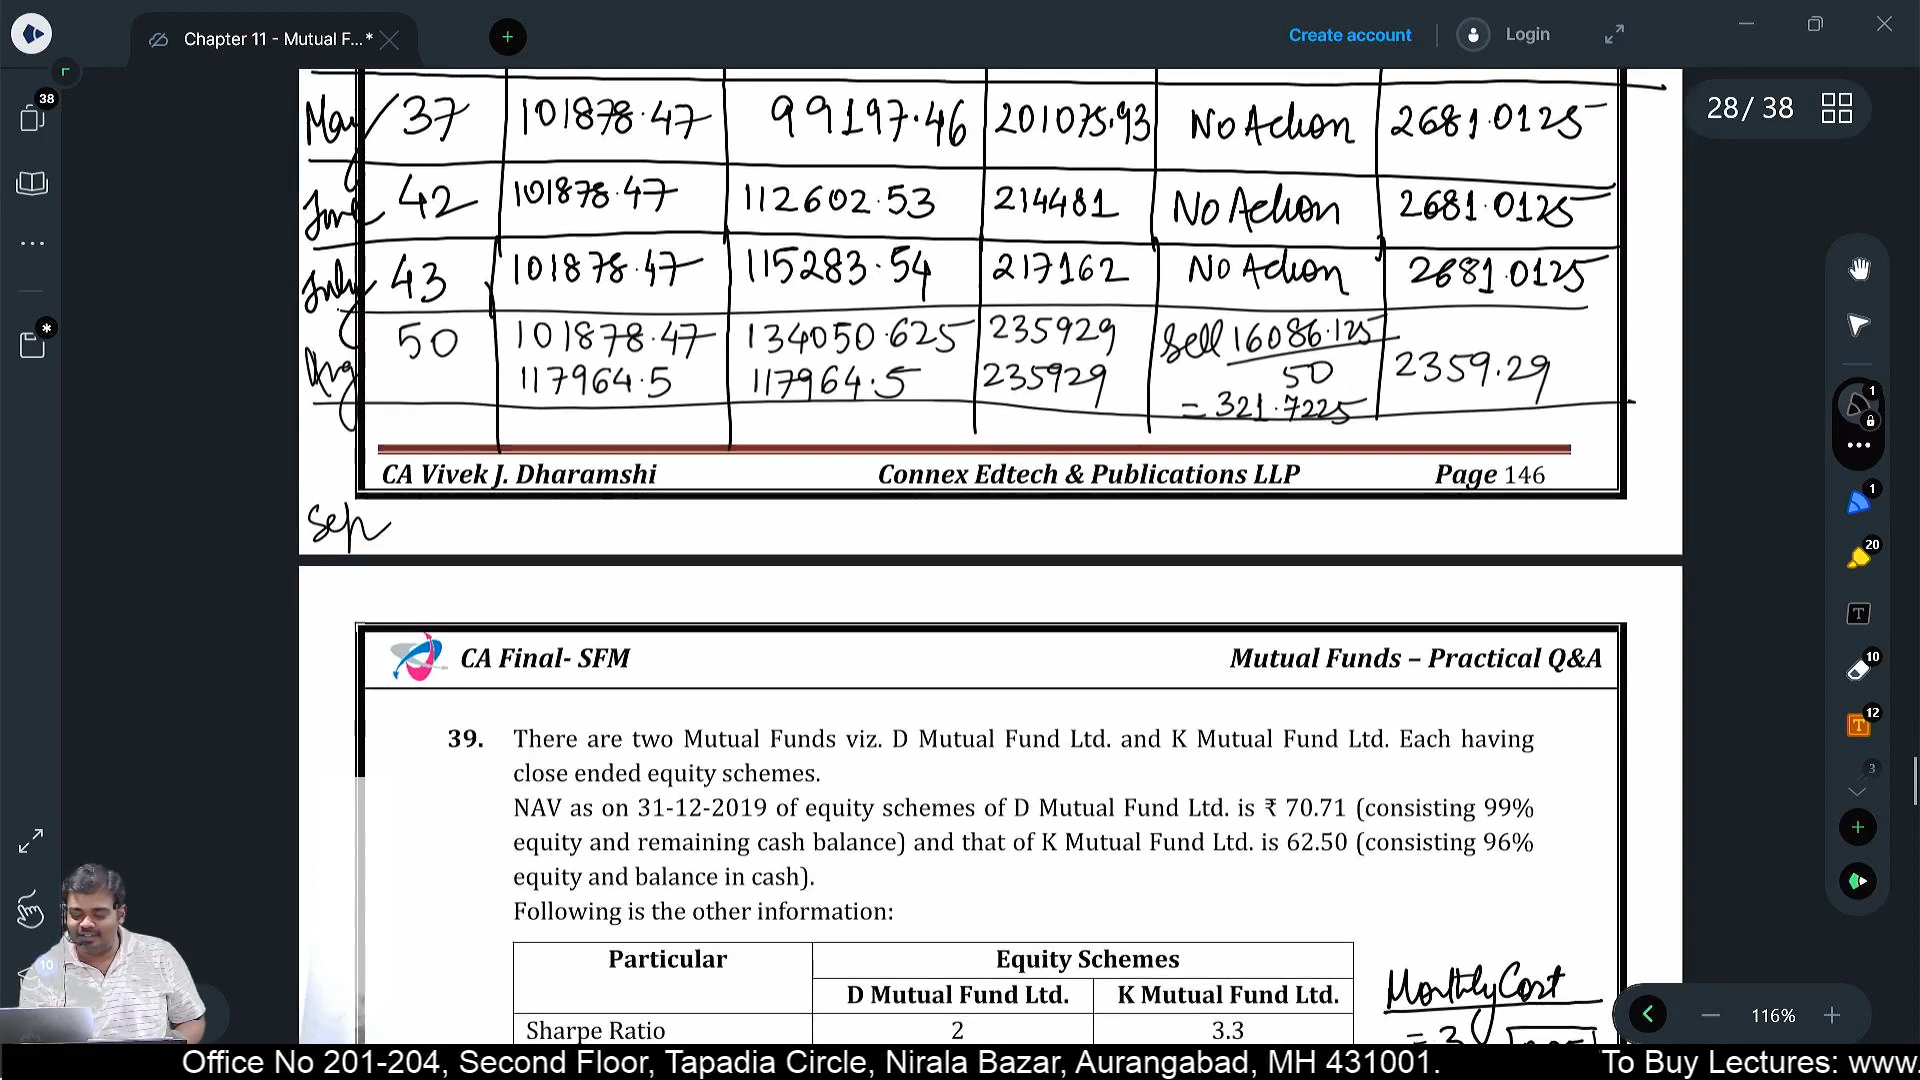 Chapter 11 - Mutual F...*
Create account
Login
38
28/ 38
May 37 101878.47 99197.46 201075.93 No Action 2681.0125
June 42 101878.47 112602.53 214481 No Action 2681.0125
July 43 101878.47 115283.54 217162 No Action 2681.0125
Aug 50 101878.47 134050.625 235929 Sell 16086.125
117964.5 117964.5 235929 50 2359.29
= 321.7225
CA Vivek J. Dharamshi Connex Edtech & Publications LLP Page 146
Sep
CA Final- SFM Mutual Funds – Practical Q&A
39. There are two Mutual Funds viz. D Mutual Fund Ltd. and K Mutual Fund Ltd. Each having
close ended equity schemes.
NAV as on 31-12-2019 of equity schemes of D Mutual Fund Ltd. is ₹ 70.71 (consisting 99%
equity and remaining cash balance) and that of K Mutual Fund Ltd. is 62.50 (consisting 96%
equity and balance in cash).
Following is the other information:
Particular Equity Schemes
D Mutual Fund Ltd. K Mutual Fund Ltd.
Sharpe Ratio 2 3.3
Monthly Cost
= 3
1
1
20
T
10
T 12
3
10
116%
Office No 201-204, Second Floor, Tapadia Circle, Nirala Bazar, Aurangabad, MH 431001. To Buy Lectures: www.